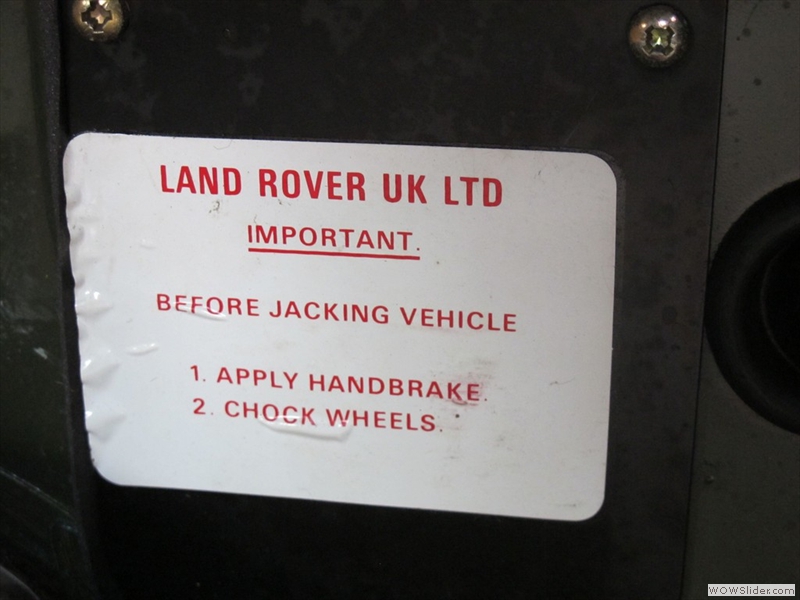 LAND ROVER UK LTD
IMPORTANT.
BEFORE JACKING VEHICLE
1. APPLY HANDBRAKE.
2. CHOCK WHEELS.
WOWSlider.com